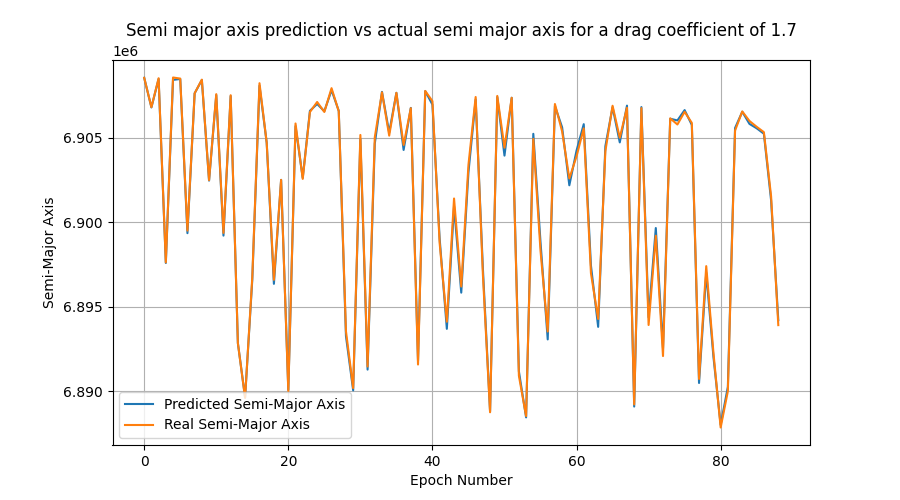 Semi major axis prediction vs actual semi major axis for a drag coefficient of 1.7
1e6
6.905
6.900
6.895
6.890
Semi-Major Axis
Predicted Semi-Major Axis
Real Semi-Major Axis
0 20 40 60 80
Epoch Number